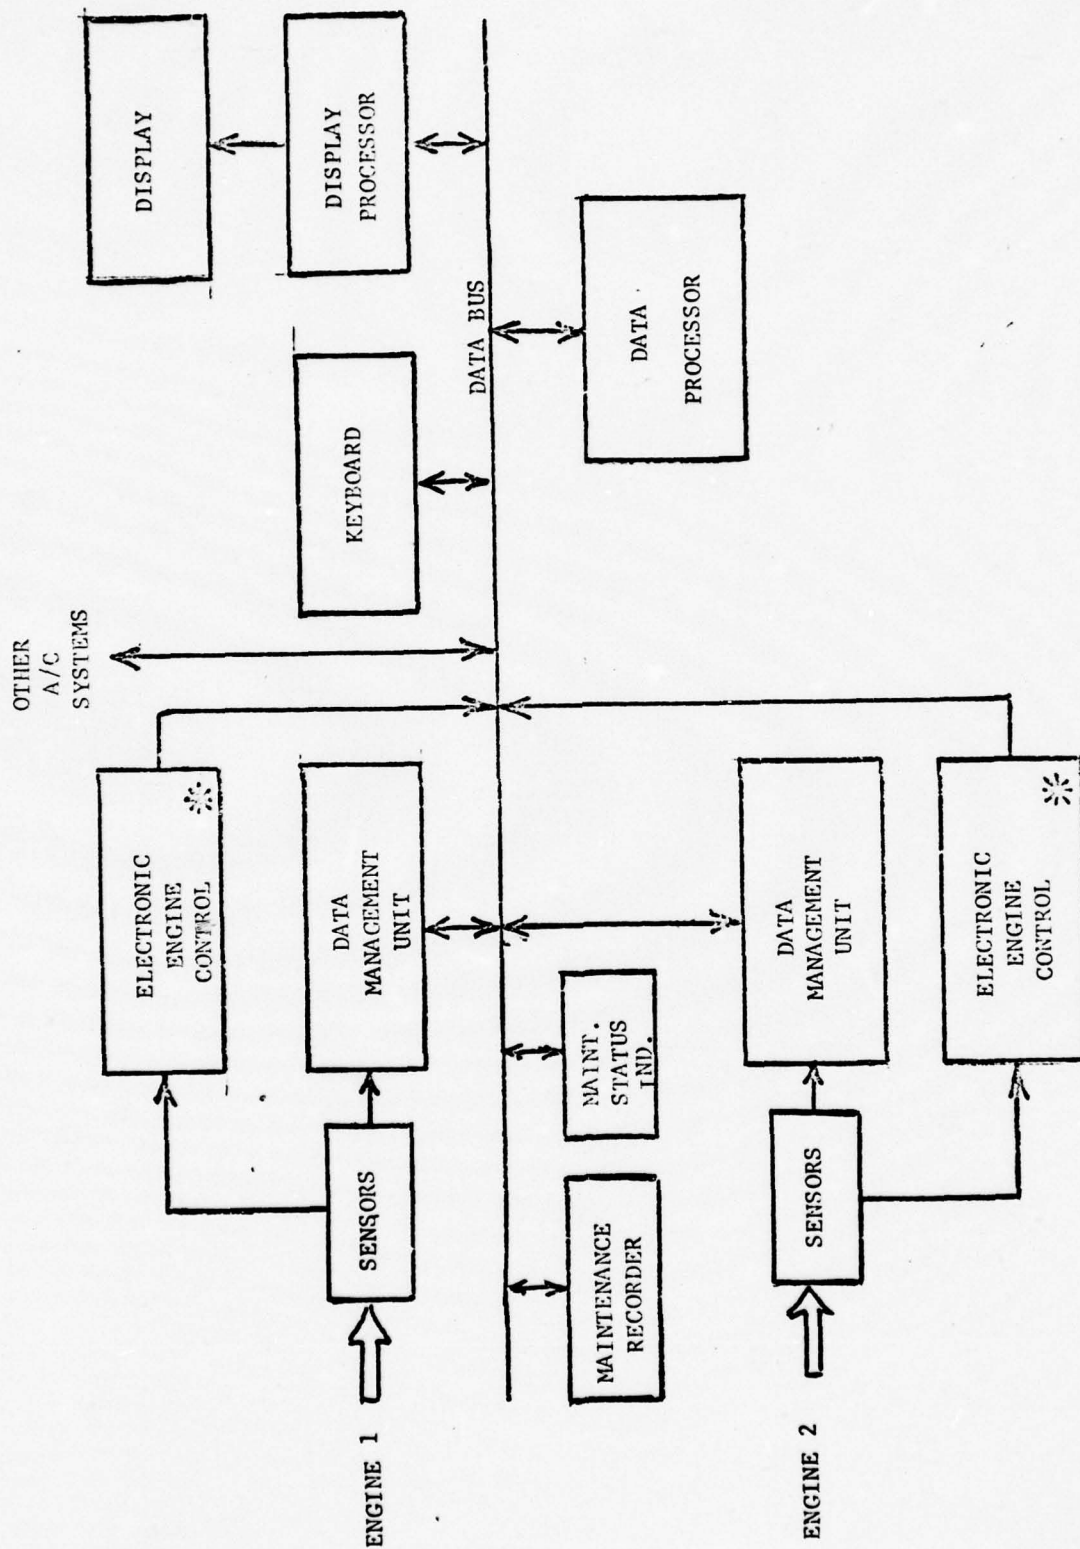 ENGINE 1
SENSORS
ELECTRONIC
ENGINE
CONTROL
DATA
MANAGEMENT
UNIT
OTHER
A/C
SYSTEMS
KEYBOARD
DISPLAY
DISPLAY
PROCESSOR
DATA BUS
MAINTENANCE
RECORDER
MAINT.
STATUS
IND.
DATA
PROCESSOR
ENGINE 2
SENSORS
DATA
MANAGEMENT
UNIT
ELECTRONIC
ENGINE
CONTROL